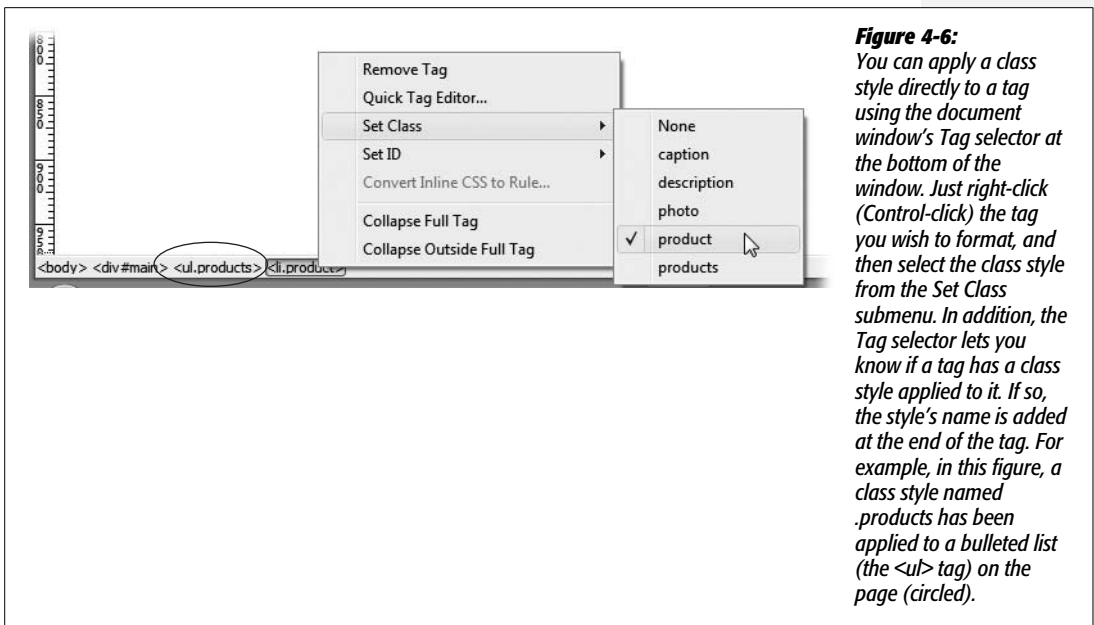 800
850
900
950
Remove Tag
Quick Tag Editor...
Set Class
Set ID
Convert Inline CSS to Rule...
Collapse Full Tag
Collapse Outside Full Tag
None
caption
description
photo
product
products
<body> <div#main> <ul.products> <li.product>
Figure 4-6:
You can apply a class
style directly to a tag
using the document
window's Tag selector at
the bottom of the
window. Just right-click
(Control-click) the tag
you wish to format, and
then select the class style
from the Set Class
submenu. In addition, the
Tag selector lets you
know if a tag has a class
style applied to it. If so,
the style's name is added
at the end of the tag. For
example, in this figure, a
class style named
.products has been
applied to a bulleted list
(the <ul> tag) on the
page (circled).